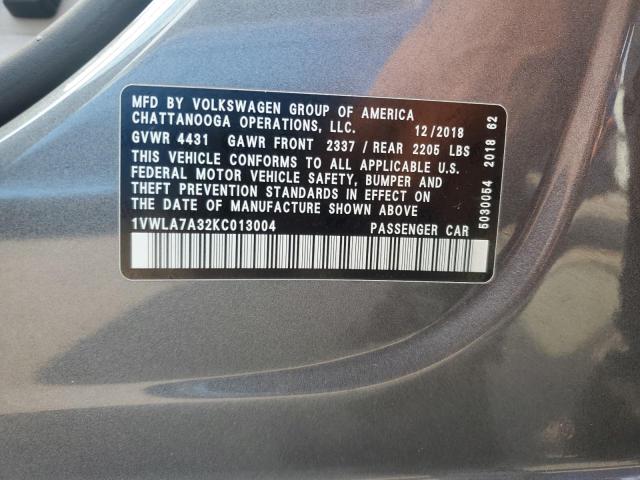 MFD BY VOLKSWAGEN GROUP OF AMERICA
CHATTANOOGA OPERATIONS, LLC. 12/2018
GVWR 4431 GAWR FRONT 2337 / REAR 2205 LBS
THIS VEHICLE CONFORMS TO ALL APPLICABLE U.S.
FEDERAL MOTOR VEHICLE SAFETY, BUMPER AND
THEFT PREVENTION STANDARDS IN EFFECT ON
THE DATE OF MANUFACTURE SHOWN ABOVE
1VWLA7A32KC013004 PASSENGER CAR
5030054 2018 62